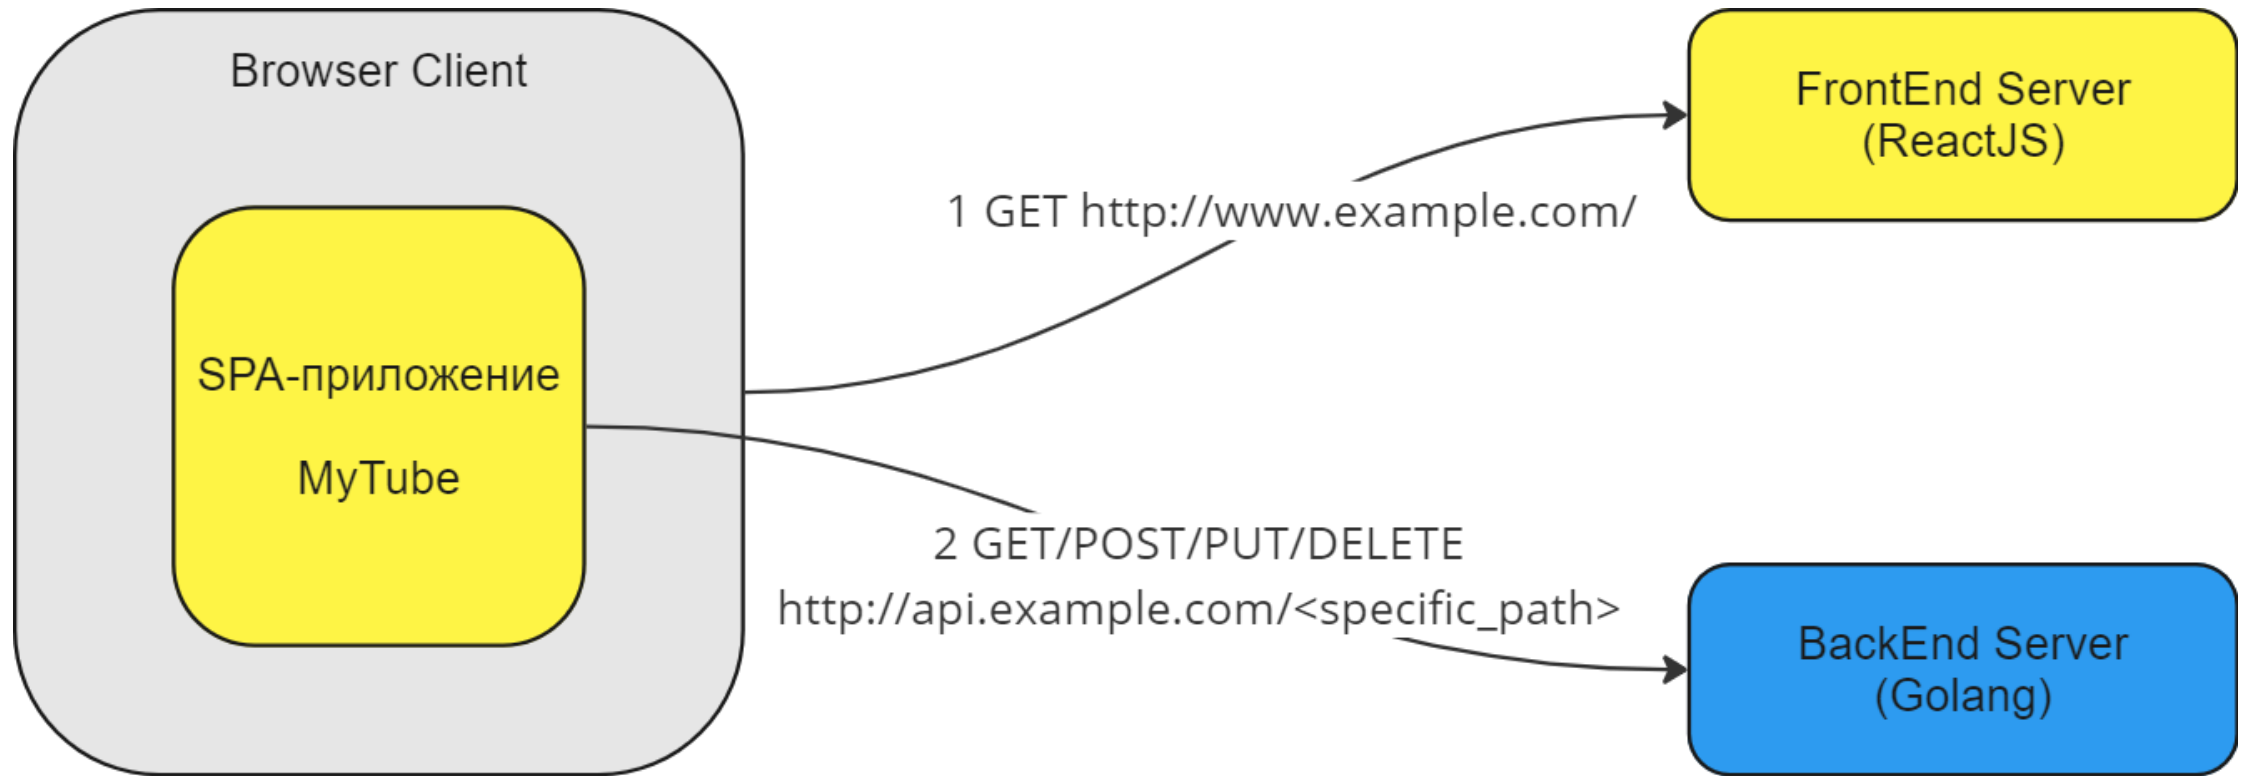 Browser Client
SPA-приложение
MyTube
1 GET http://www.example.com/
2 GET/POST/PUT/DELETE
http://api.example.com/<specific_path>
FrontEnd Server
(ReactJS)
BackEnd Server
(Golang)